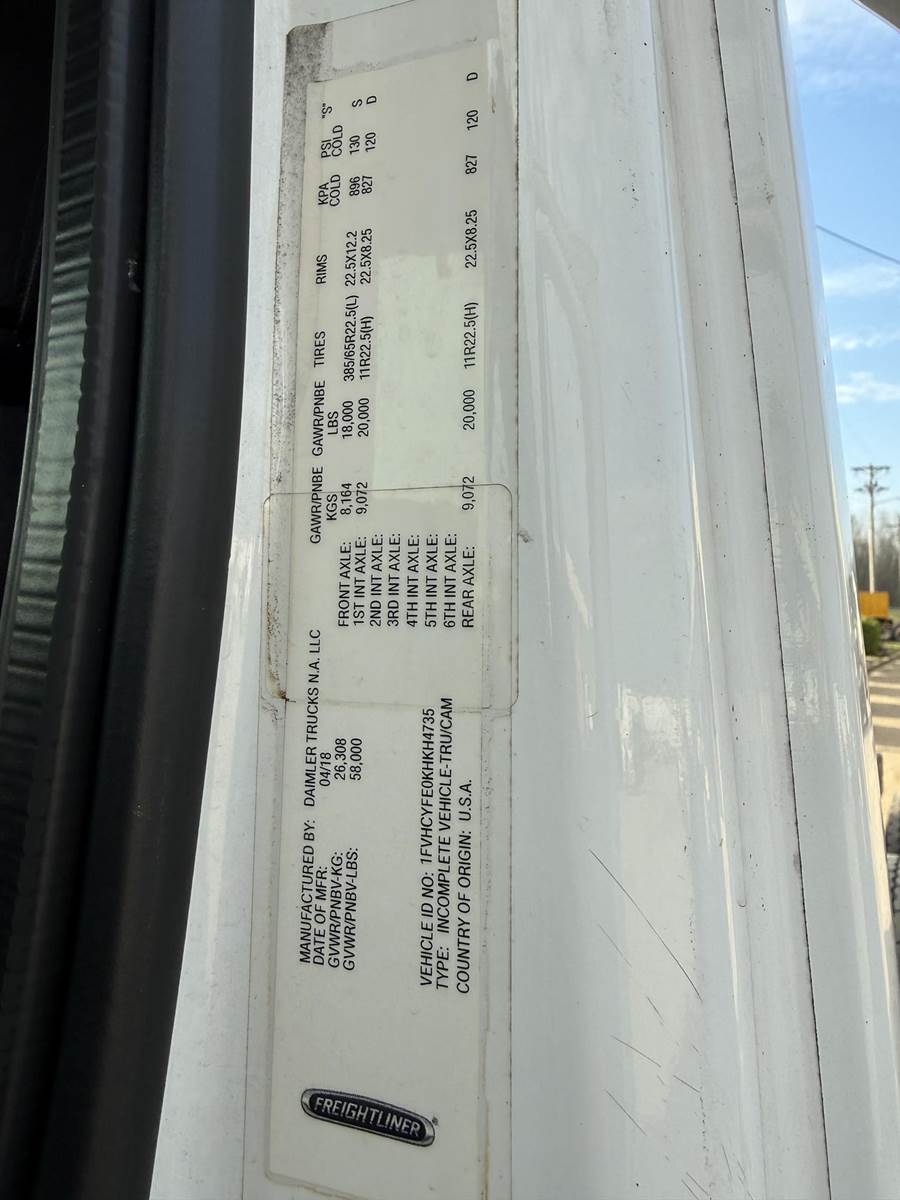 FREIGHTLINER
MANUFACTURED BY: DAIMLER TRUCKS N.A. LLC
DATE OF MFR: 04/18
GVWR/PNBV-KG: 26,308
GVWR/PNBV-LBS: 58,000
VEHICLE ID NO: 1FVHCYFE0KHKH4735
TYPE: INCOMPLETE VEHICLE-TRU/CAM
COUNTRY OF ORIGIN: U.S.A.
GAWR/PNBE GAWR/PNBE TIRES RIMS KPA PSI "S"
KGS LBS COLD COLD
FRONT AXLE: 8,164 18,000 385/65R22.5(L) 22.5X12.2 896 130 S
1ST INT AXLE: 9,072 20,000 11R22.5(H) 22.5X8.25 827 120 D
2ND INT AXLE:
3RD INT AXLE:
4TH INT AXLE:
5TH INT AXLE:
6TH INT AXLE:
REAR AXLE: 9,072 20,000 11R22.5(H) 22.5X8.25 827 120 D